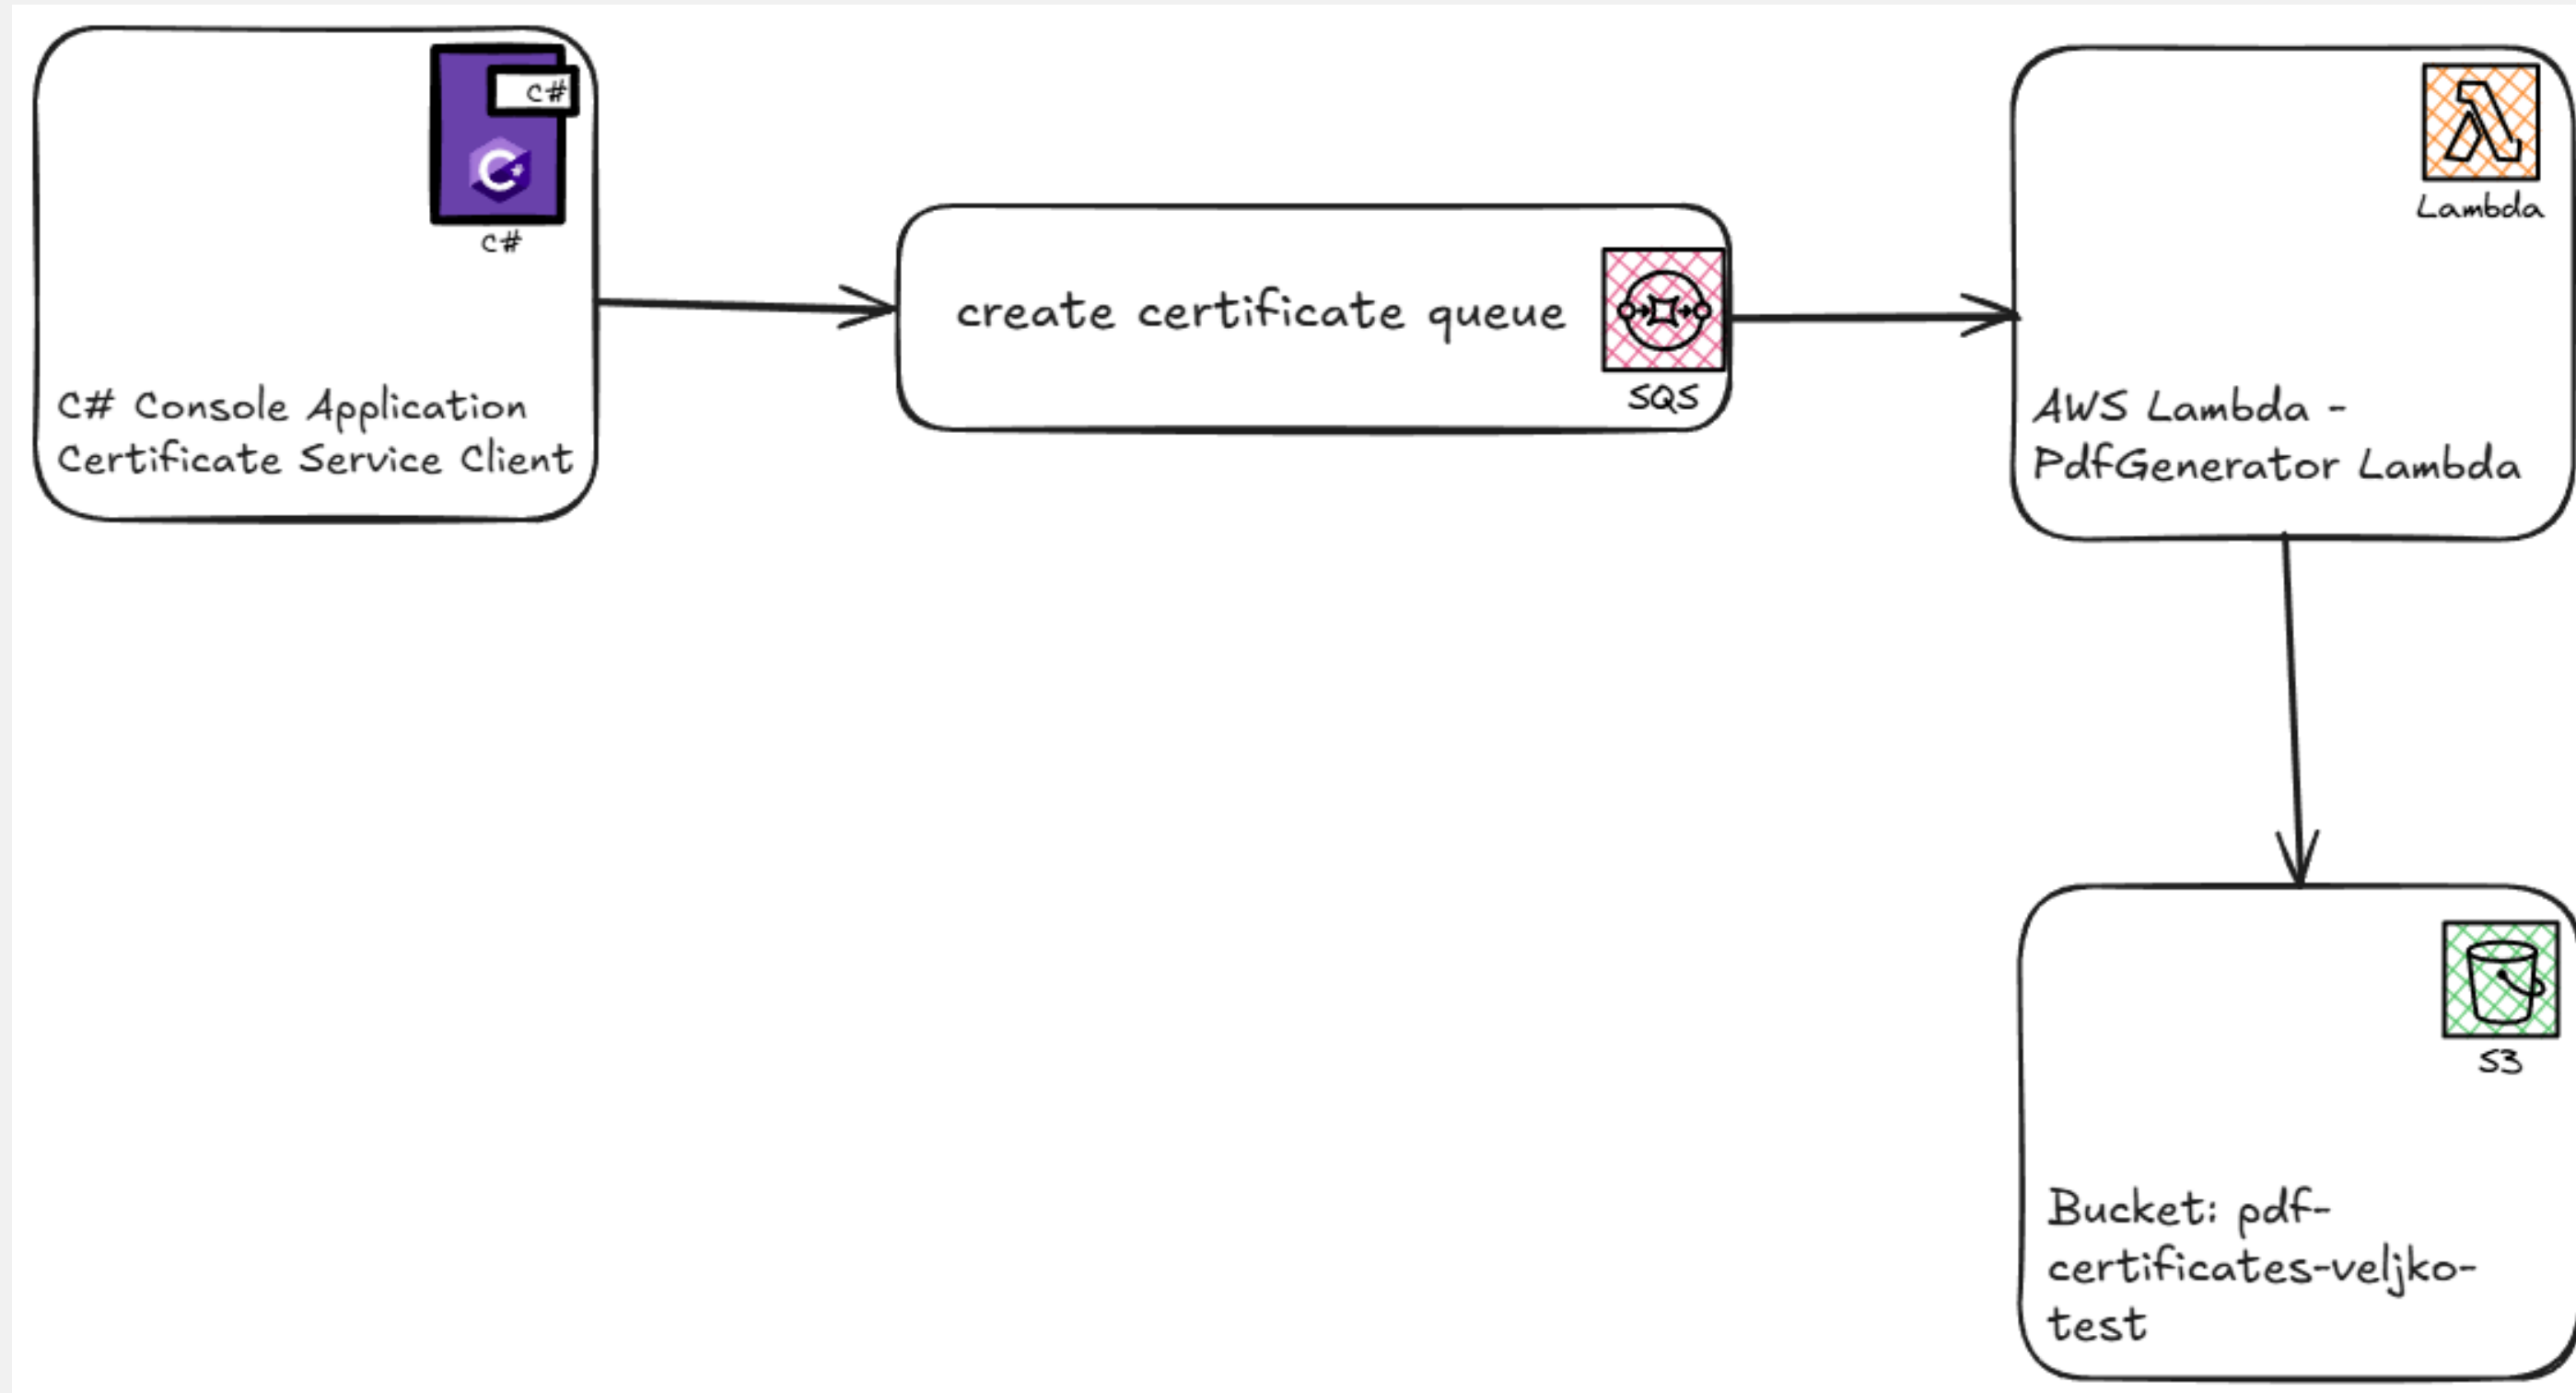 C#
C#
C# Console Application
Certificate Service Client
create certificate queue
SQS
Lambda
AWS Lambda -
PdfGenerator Lambda
S3
Bucket: pdf-
certificates-veljko-
test